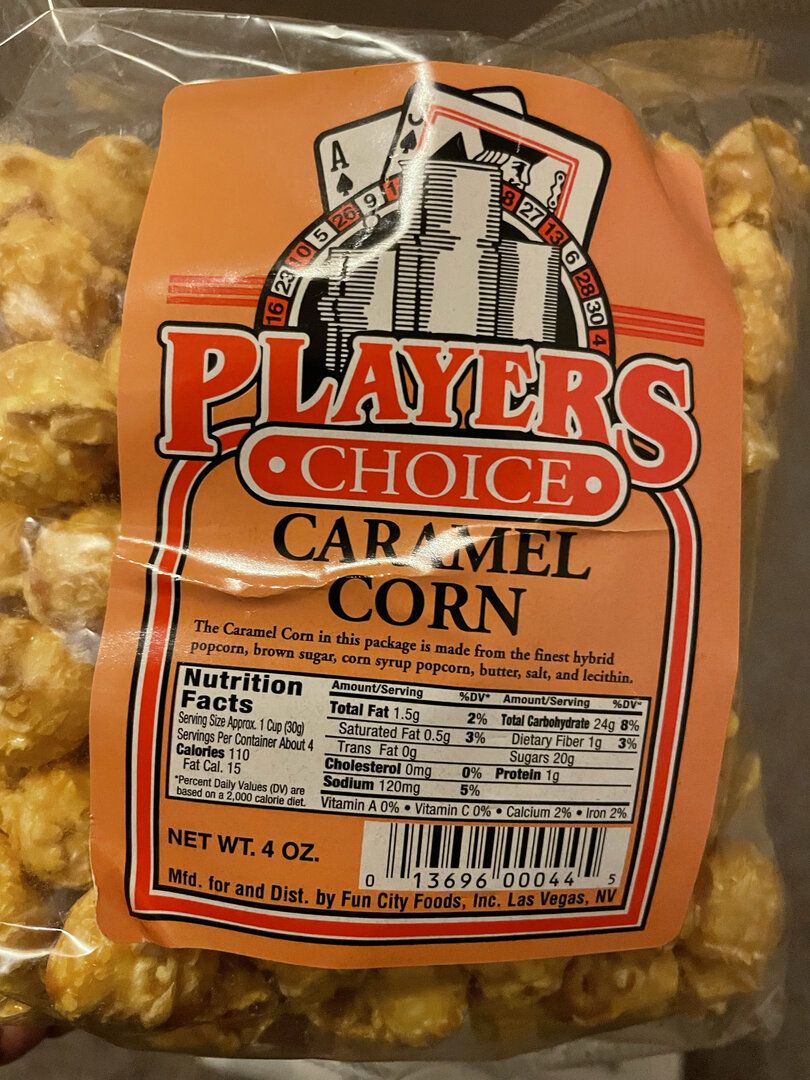 A
J
16 23 10 5 26 9 1
8 27 13 6 28 30 4
PLAYERS
• CHOICE •
CARAMEL
CORN
The Caramel Corn in this package is made from the finest hybrid
popcorn, brown sugar, corn syrup popcorn, butter, salt, and lecithin.
Nutrition
Facts
Serving Size Approx. 1 Cup (30g)
Servings Per Container About 4
Calories 110
Fat Cal. 15
*Percent Daily Values (DV) are
based on a 2,000 calorie diet.
Amount/Serving %DV* Amount/Serving %DV*
Total Fat 1.5g 2% Total Carbohydrate 24g 8%
Saturated Fat 0.5g 3% Dietary Fiber 1g 3%
Trans Fat 0g Sugars 20g
Cholesterol 0mg 0% Protein 1g
Sodium 120mg 5%
Vitamin A 0% • Vitamin C 0% • Calcium 2% • Iron 2%
NET WT. 4 OZ.
0 13696 00044 5
Mfd. for and Dist. by Fun City Foods, Inc. Las Vegas, NV